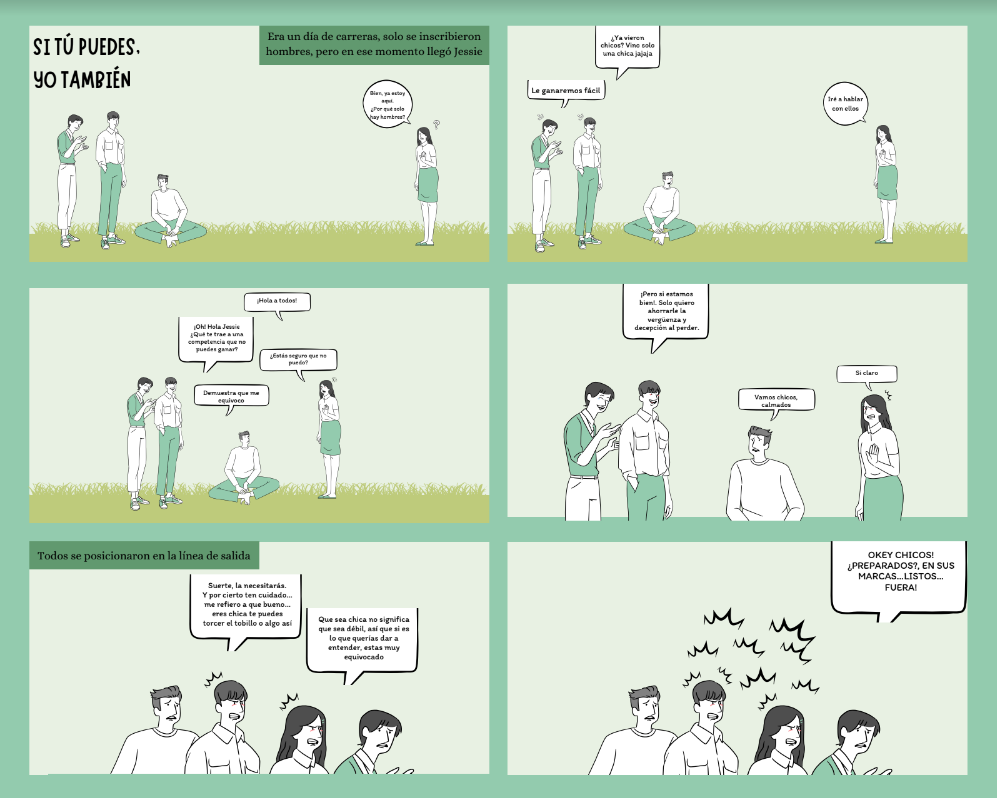 SI TÚ PUEDES,
YO TAMBIÉN
Era un día de carreras, solo se inscribieron
hombres, pero en ese momento llegó Jessie
Bien, ya estoy
aquí.
¿Por qué solo
hay hombres?
¿Ya vieron
chicos? Vino solo
una chica jajaja
Le ganaremos fácil
Iré a hablar
con ellos
¡Hola a todos!
¡Oh! Hola Jessie
¿Qué te trae a una
competencia que no
puedes ganar?
¿Estás seguro que no
puedo?
Demuestra que me
equivoco
¡Pero si estamos
bien!. Solo quiero
ahorrarle la
vergüenza y
decepción al perder.
Vamos chicos,
calmados
Si claro
Todos se posicionaron en la línea de salida
Suerte, la necesitarás.
Y por cierto ten cuidado...
me refiero a que bueno...
eres chica te puedes
torcer el tobillo o algo así
Que sea chica no significa
que sea débil, así que si es
lo que querías dar a
entender, estas muy
equivocado
OKEY CHICOS!
¿PREPARADOS?, EN SUS
MARCAS...LISTOS...
FUERA!